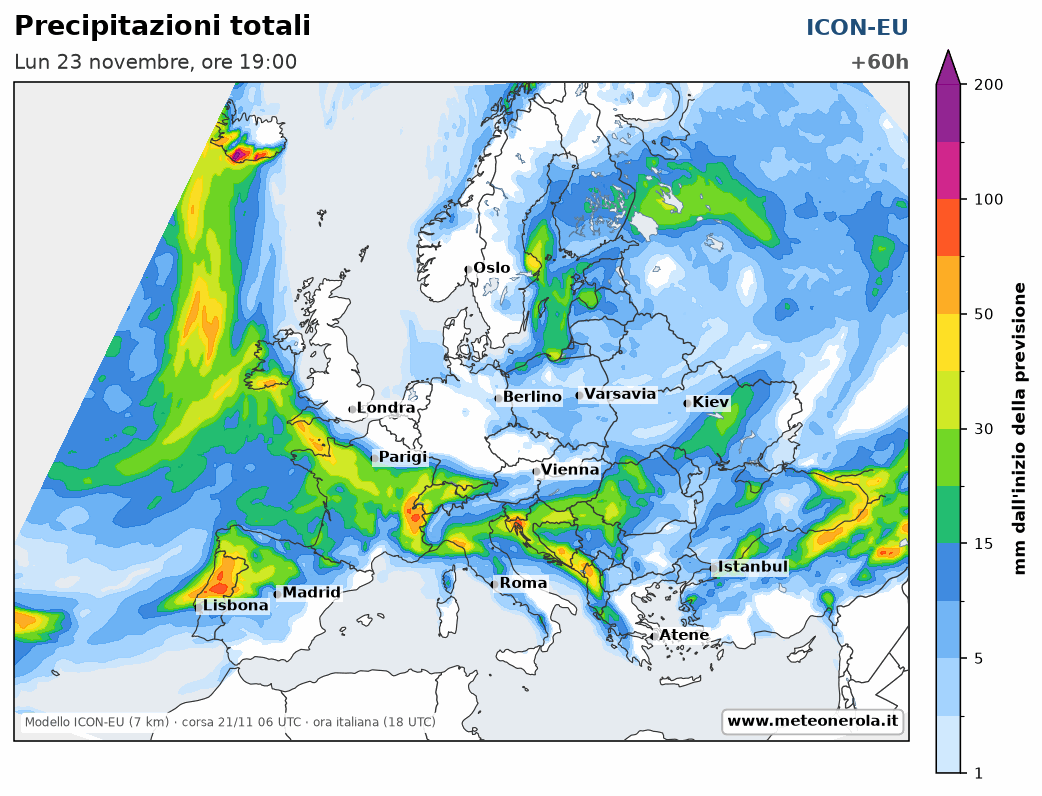 Precipitazioni totali
ICON-EU
Lun 23 novembre, ore 19:00
+60h
200
100
50
30
15
5
1
mm dall'inizio della previsione
Oslo
Berlino
Varsavia
Kiev
Londra
Parigi
Vienna
Roma
Istanbul
Madrid
Lisbona
Atene
Modello ICON-EU (7 km) · corsa 21/11 06 UTC · ora italiana (18 UTC)
www.meteonerola.it